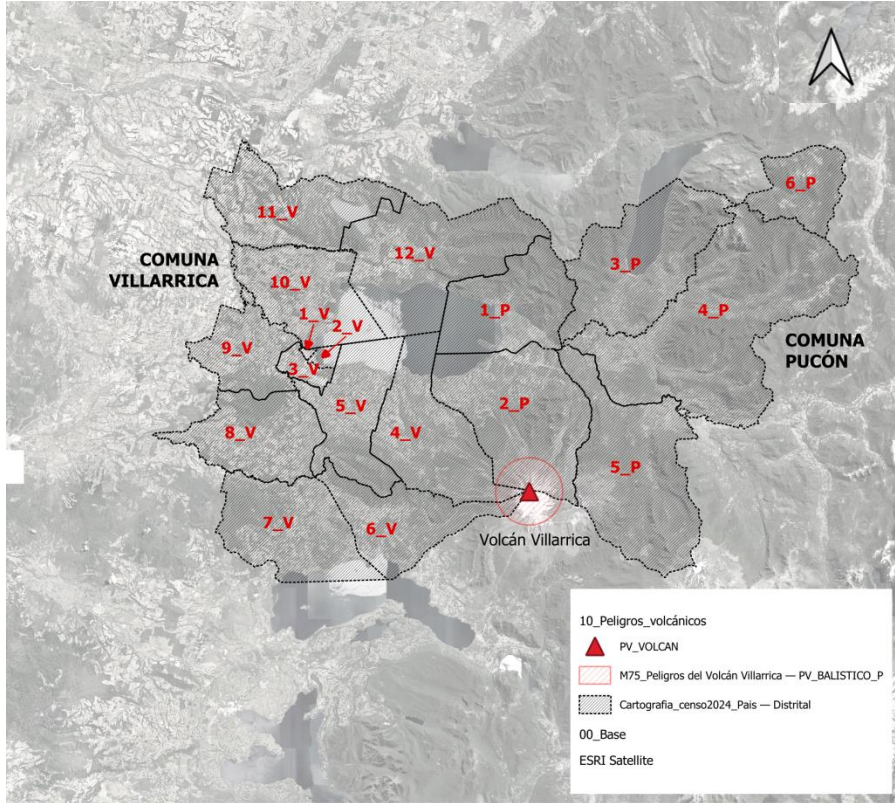 6_P
11_V
12_V
3_P
COMUNA
VILLARRICA
10_V
1_P
4_P
1_V
2_V
COMUNA
PUCÓN
9_V
3_V
5_V
2_P
8_V
4_V
5_P
7_V
6_V
Volcán Villarrica
10_Peligros_volcánicos
PV_VOLCAN
M75_Peligros del Volcán Villarrica — PV_BALISTICO_P
Cartografia_censo2024_Pais — Distrital
00_Base
ESRI Satellite